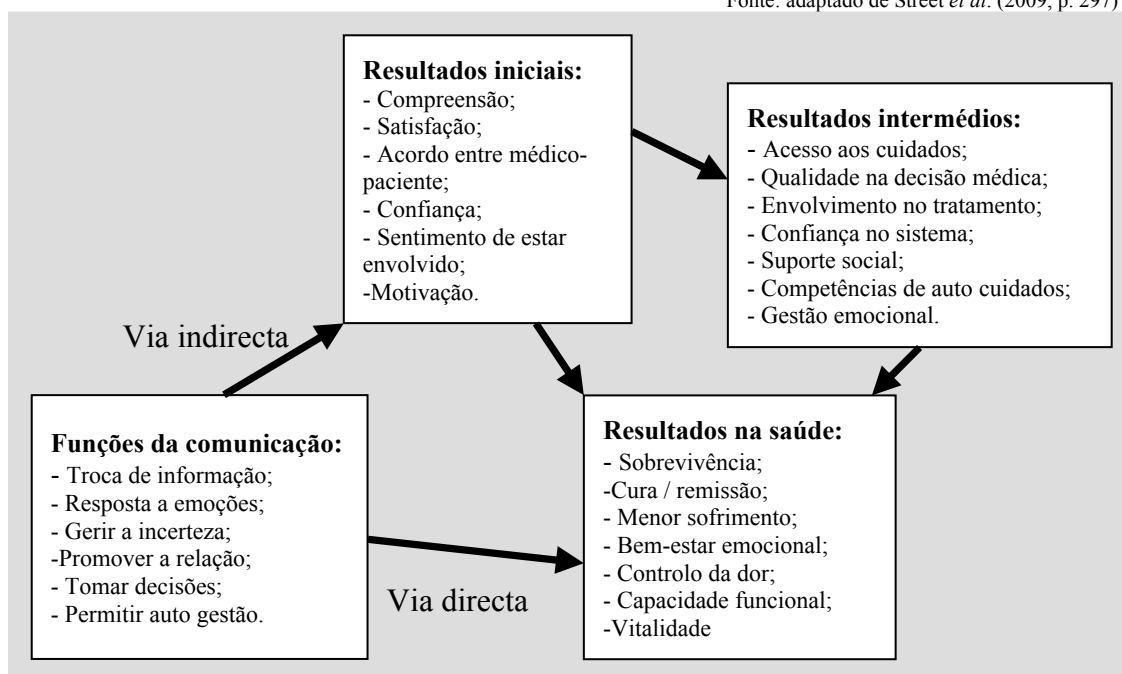 Fonte: adaptado de Street et al. (2009, p. 297)
Resultados iniciais:
- Compreensão;
- Satisfação;
- Acordo entre médico-
paciente;
- Confiança;
- Sentimento de estar
envolvido;
-Motivação.
Resultados intermédios:
- Acesso aos cuidados;
- Qualidade na decisão médica;
- Envolvimento no tratamento;
- Confiança no sistema;
- Suporte social;
- Competências de auto cuidados;
- Gestão emocional.
Via indirecta
Funções da comunicação:
- Troca de informação;
- Resposta a emoções;
- Gerir a incerteza;
-Promover a relação;
- Tomar decisões;
- Permitir auto gestão.
Via directa
Resultados na saúde:
- Sobrevivência;
-Cura / remissão;
- Menor sofrimento;
- Bem-estar emocional;
- Controlo da dor;
- Capacidade funcional;
-Vitalidade